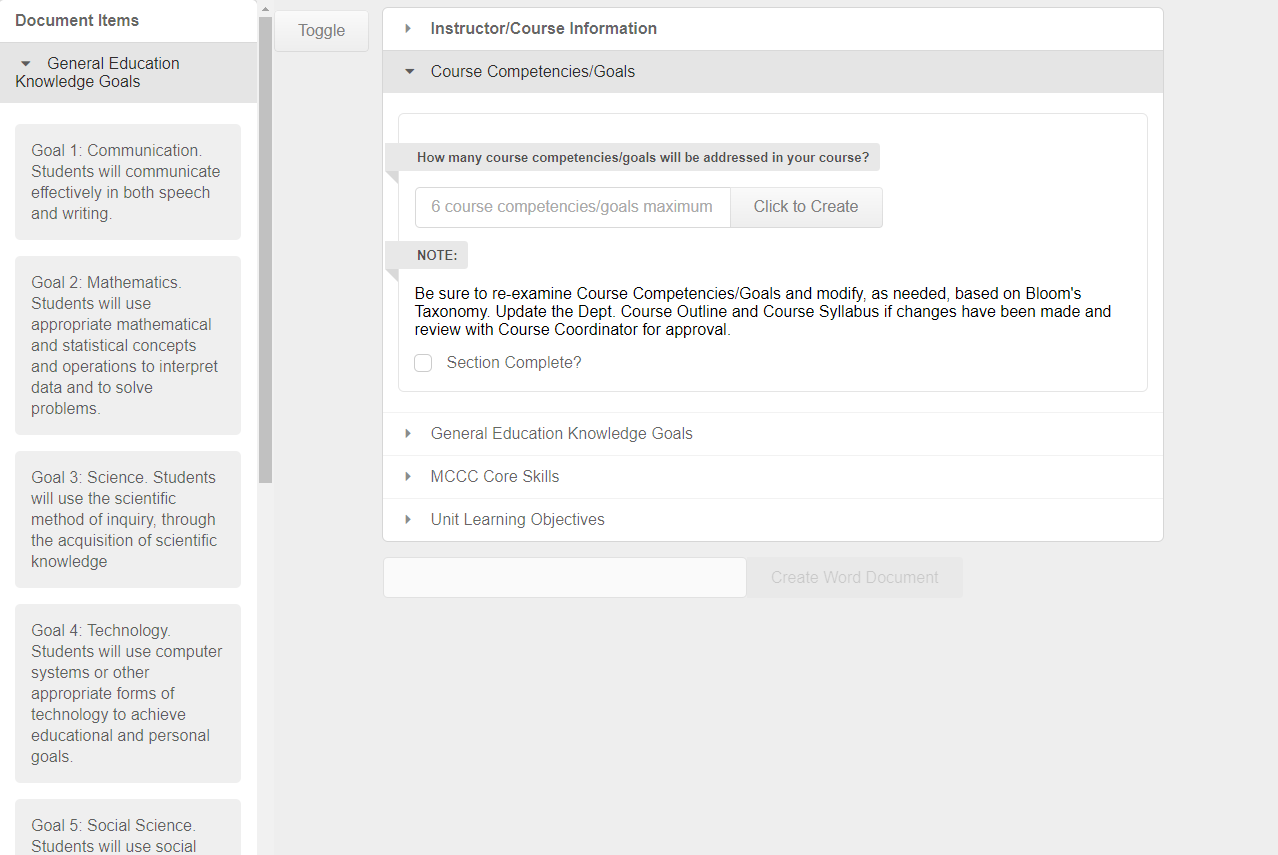 Document Items
General Education
Knowledge Goals
Goal 1: Communication.
Students will communicate
effectively in both speech
and writing.
Goal 2: Mathematics.
Students will use
appropriate mathematical
and statistical concepts
and operations to interpret
data and to solve
problems.
Goal 3: Science. Students
will use the scientific
method of inquiry, through
the acquisition of scientific
knowledge
Goal 4: Technology.
Students will use computer
systems or other
appropriate forms of
technology to achieve
educational and personal
goals.
Goal 5: Social Science.
Students will use social
Toggle
Instructor/Course Information
Course Competencies/Goals
How many course competencies/goals will be addressed in your course?
6 course competencies/goals maximum
Click to Create
NOTE:
Be sure to re-examine Course Competencies/Goals and modify, as needed, based on Bloom's
Taxonomy. Update the Dept. Course Outline and Course Syllabus if changes have been made and
review with Course Coordinator for approval.
Section Complete?
General Education Knowledge Goals
MCCC Core Skills
Unit Learning Objectives
Create Word Document